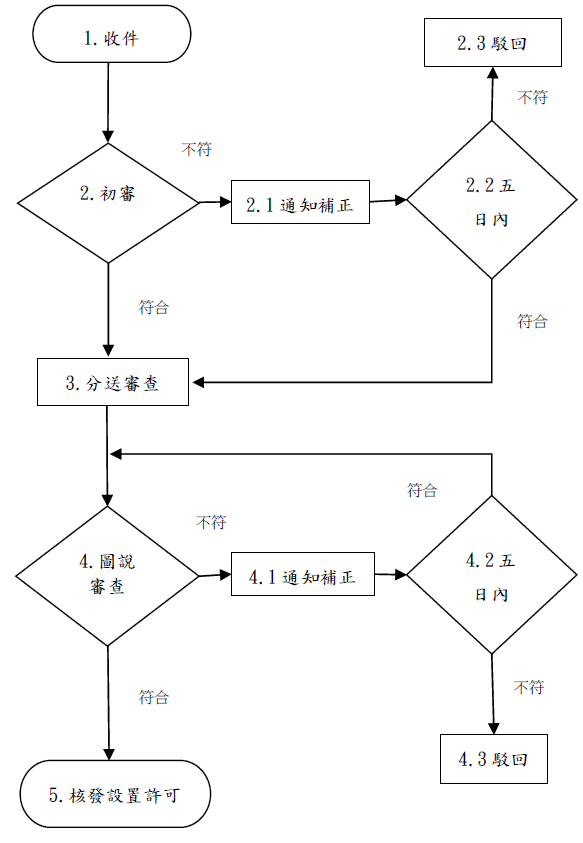 1.收件
2.3駁回
不符
不符
2.初審
2.1通知補正
2.2五
日內
符合
符合
3.分送審查
符合
不符
4.圖說
審查
4.1通知補正
4.2五
日內
符合
不符
4.3駁回
5.核發設置許可